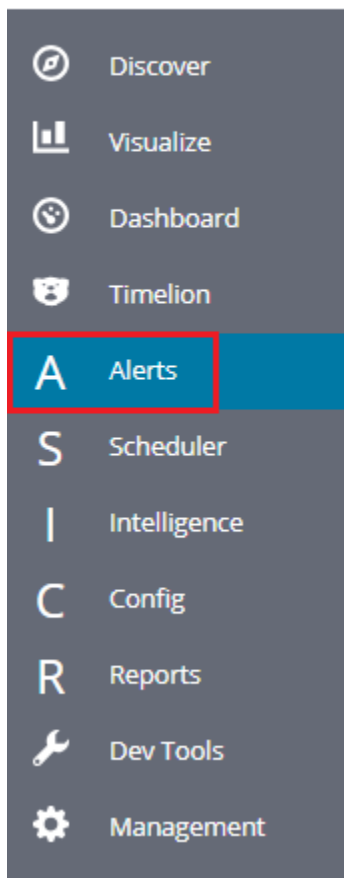 Discover
Visualize
Dashboard
Timelion
A Alerts
S Scheduler
I Intelligence
C Config
R Reports
Dev Tools
Management